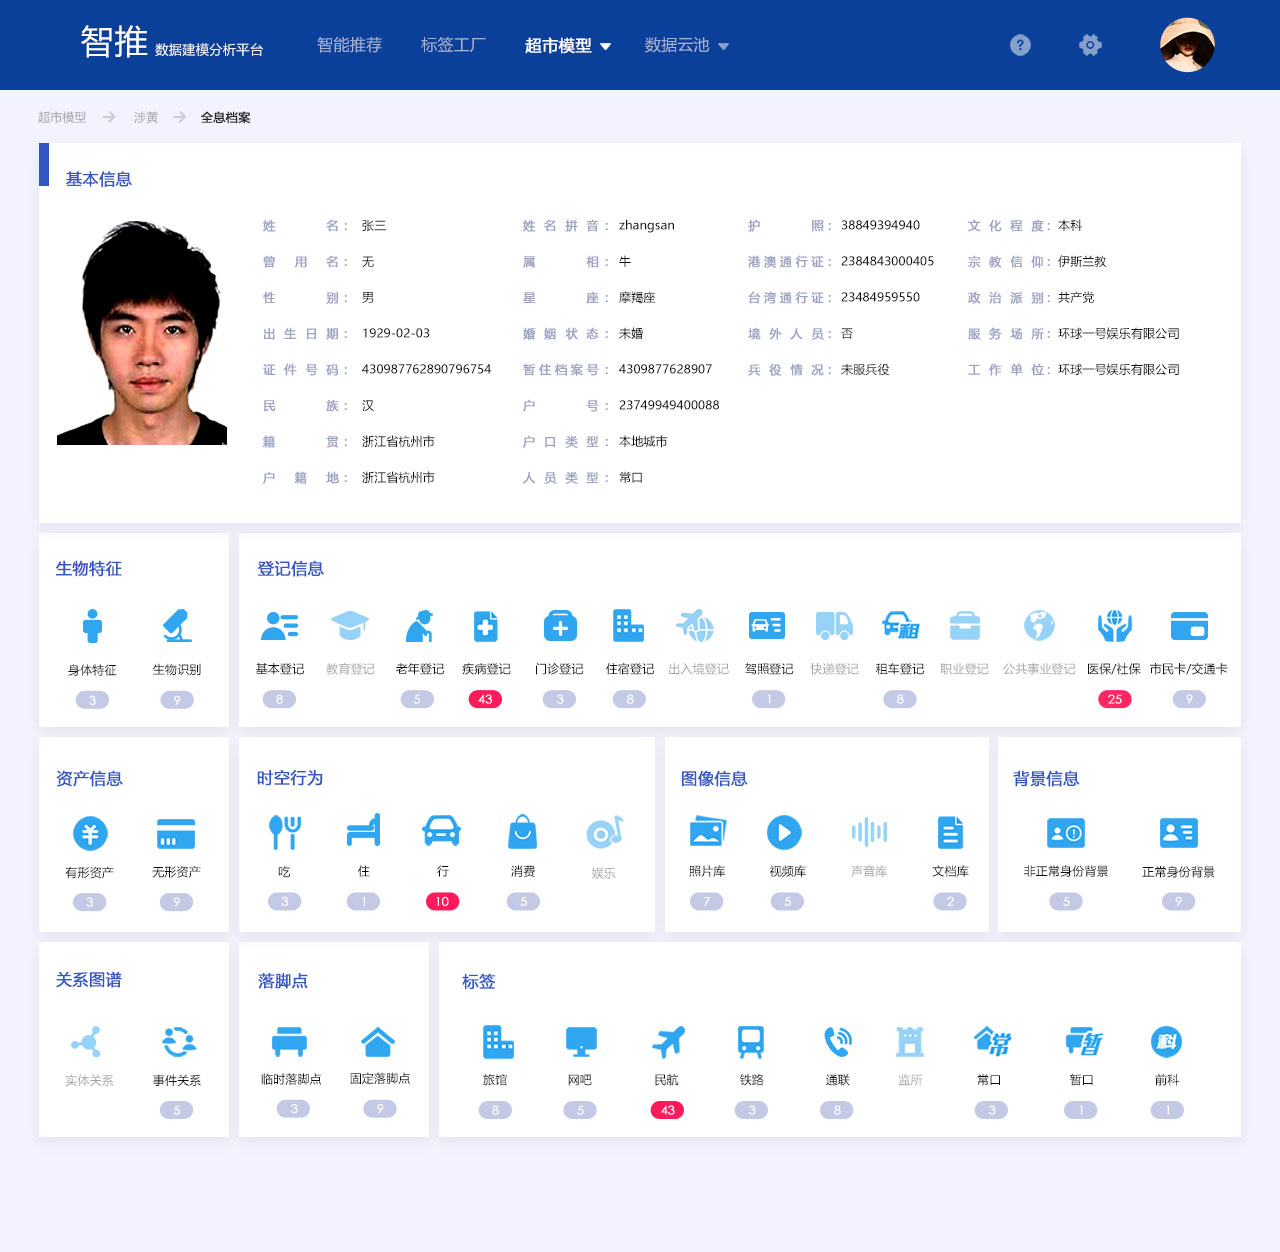 智推 数据建模分析平台 智能推荐 标签工厂 超市模型 数据云池 ?
超市模型 → 涉黄 → 全息档案
基本信息
姓名： 张三 姓名拼音： zhangsan 护照： 38849394940 文化程度： 本科
曾用名： 无 属相： 牛 港澳通行证： 2384843000405 宗教信仰： 伊斯兰教
性别： 男 星座： 摩羯座 台湾通行证： 23484959550 政治派别： 共产党
出生日期： 1929-02-03 婚姻状态： 未婚 境外人员： 否 服务场所： 环球一号娱乐有限公司
证件号码： 430987762890796754 暂住档案号： 4309877628907 兵役情况： 未服兵役 工作单位： 环球一号娱乐有限公司
民族： 汉 户号： 23749949400088
籍贯： 浙江省杭州市 户口类型： 本地城市
户籍地： 浙江省杭州市 人员类型： 常口
生物特征
身体特征 生物识别
3 9
登记信息
租
基本登记 教育登记 老年登记 疾病登记 门诊登记 住宿登记 出入境登记 驾照登记 快递登记 租车登记 职业登记 公共事业登记 医保/社保 市民卡/交通卡
8 5 43 3 8 1 8 25 9
资产信息
¥
有形资产 无形资产
3 9
时空行为
吃 住 行 消费 娱乐
3 1 10 5
图像信息
照片库 视频库 声音库 文档库
7 5 2
背景信息
非正常身份背景 正常身份背景
5 9
关系图谱
实体关系 事件关系
5
落脚点
临时落脚点 固定落脚点
3 9
标签
常 暂 科
旅馆 网吧 民航 铁路 通联 监所 常口 暂口 前科
8 5 43 3 8 3 1 1